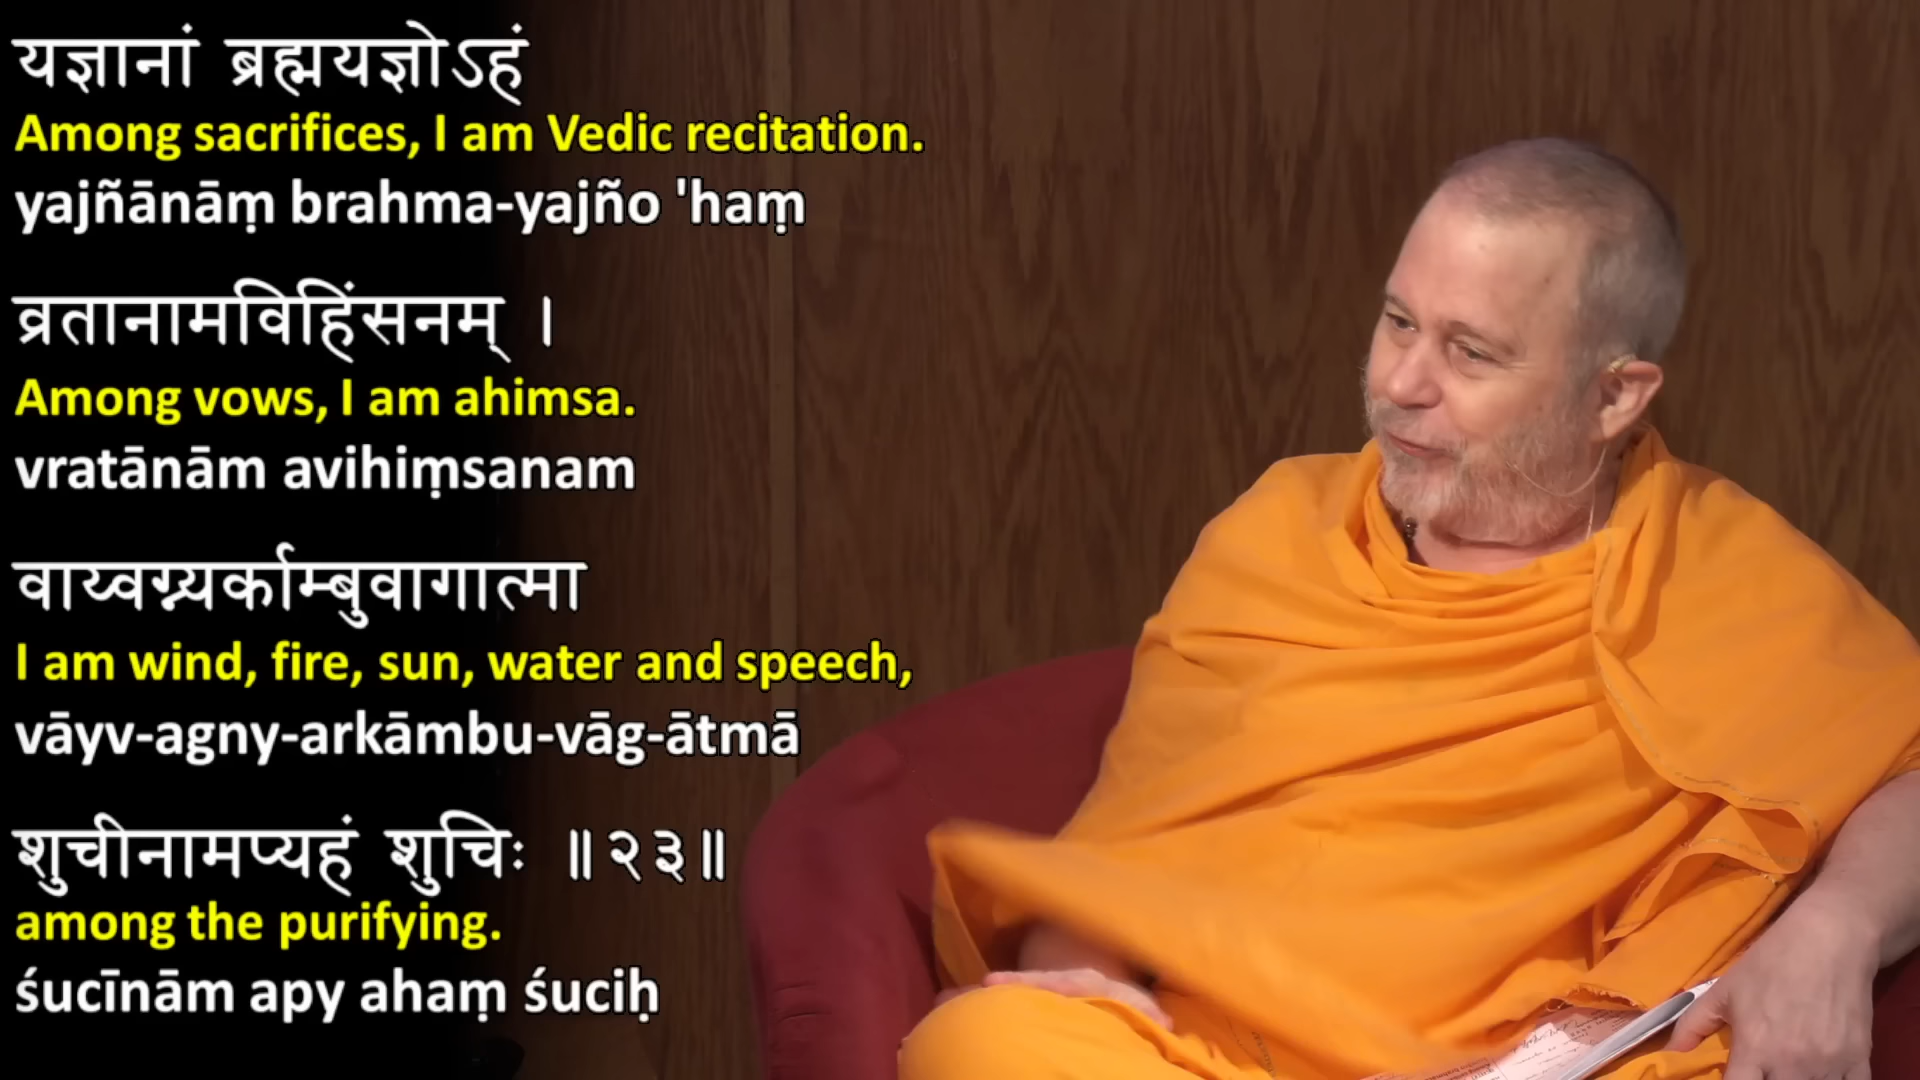 यज्ञानां ब्रह्मयज्ञोऽहं
Among sacrifices, I am Vedic recitation.
yajñānāṃ brahma-yajño 'haṃ
व्रतानामविहिंसनम् ।
Among vows, I am ahimsa.
vratānām avihiṃsanam
वाय्वग्न्यर्काम्बुवागात्मा
I am wind, fire, sun, water and speech,
vāyv-agny-arkāmbu-vāg-ātmā
शुचीनामप्यहं शुचिः ॥२३॥
among the purifying.
śucīnām apy ahaṃ śuciḥ